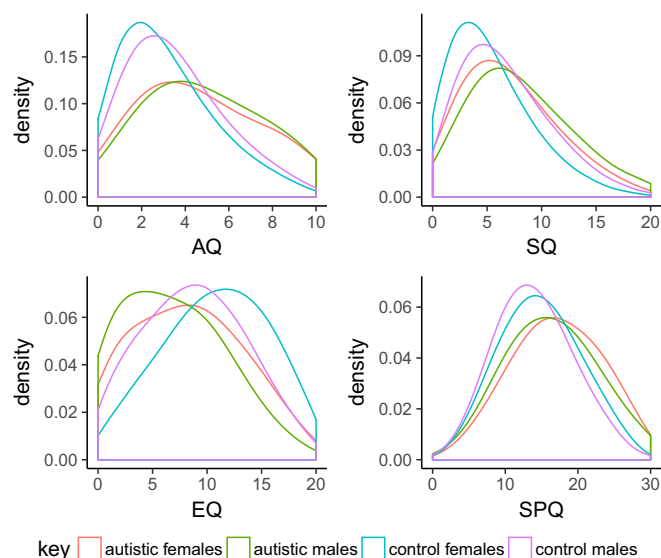 density
0.15
0.10
0.05
0.00
0 2 4 6 8 10
AQ
density
0.09
0.06
0.03
0.00
0 5 10 15 20
SQ
density
0.06
0.04
0.02
0.00
0 5 10 15 20
EQ
density
0.06
0.04
0.02
0.00
0 10 20 30
SPQ
key autistic females autistic males control females control males